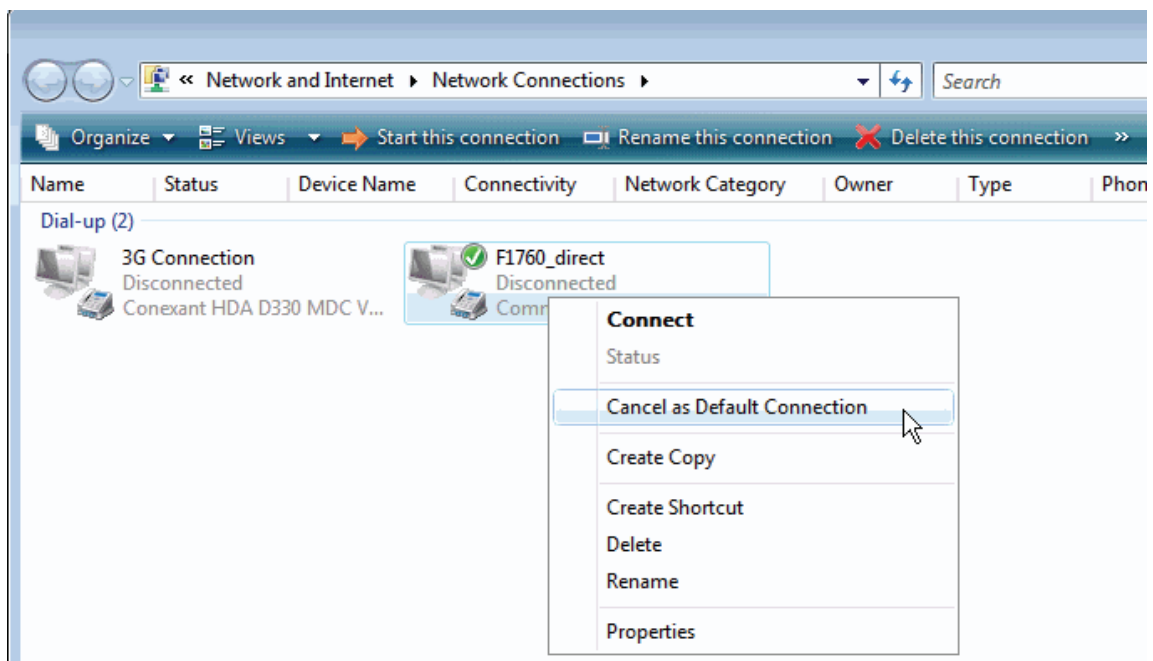 « Network and Internet ▸ Network Connections ▸ Search
Organize Views Start this connection Rename this connection Delete this connection »
Name Status Device Name Connectivity Network Category Owner Type Phon
Dial-up (2)
3G Connection
Disconnected
Conexant HDA D330 MDC V...
F1760_direct
Disconnected
Connect
Status
Cancel as Default Connection
Create Copy
Create Shortcut
Delete
Rename
Properties